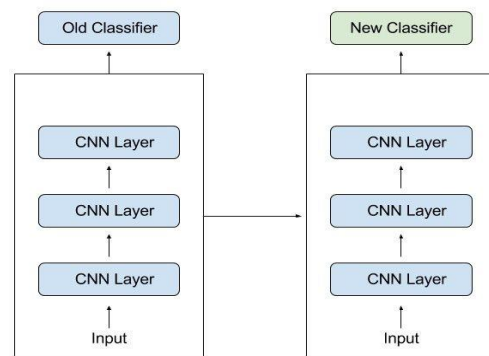 Old Classifier
CNN Layer
CNN Layer
CNN Layer
Input
New Classifier
CNN Layer
CNN Layer
CNN Layer
Input